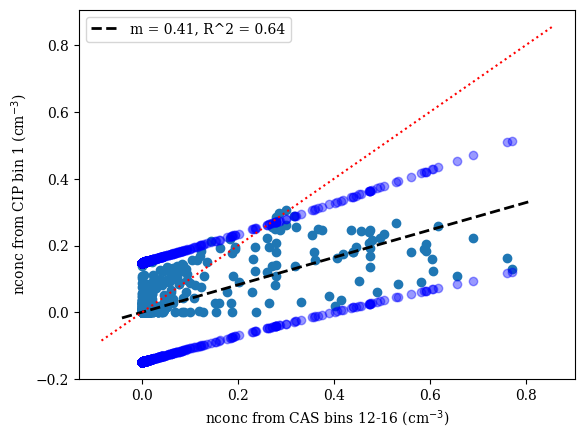 m = 0.41, R^2 = 0.64
0.8
0.6
0.4
0.2
0.0
−0.2
nconc from CIP bin 1 (cm⁻³)
0.0 0.2 0.4 0.6 0.8
nconc from CAS bins 12-16 (cm⁻³)